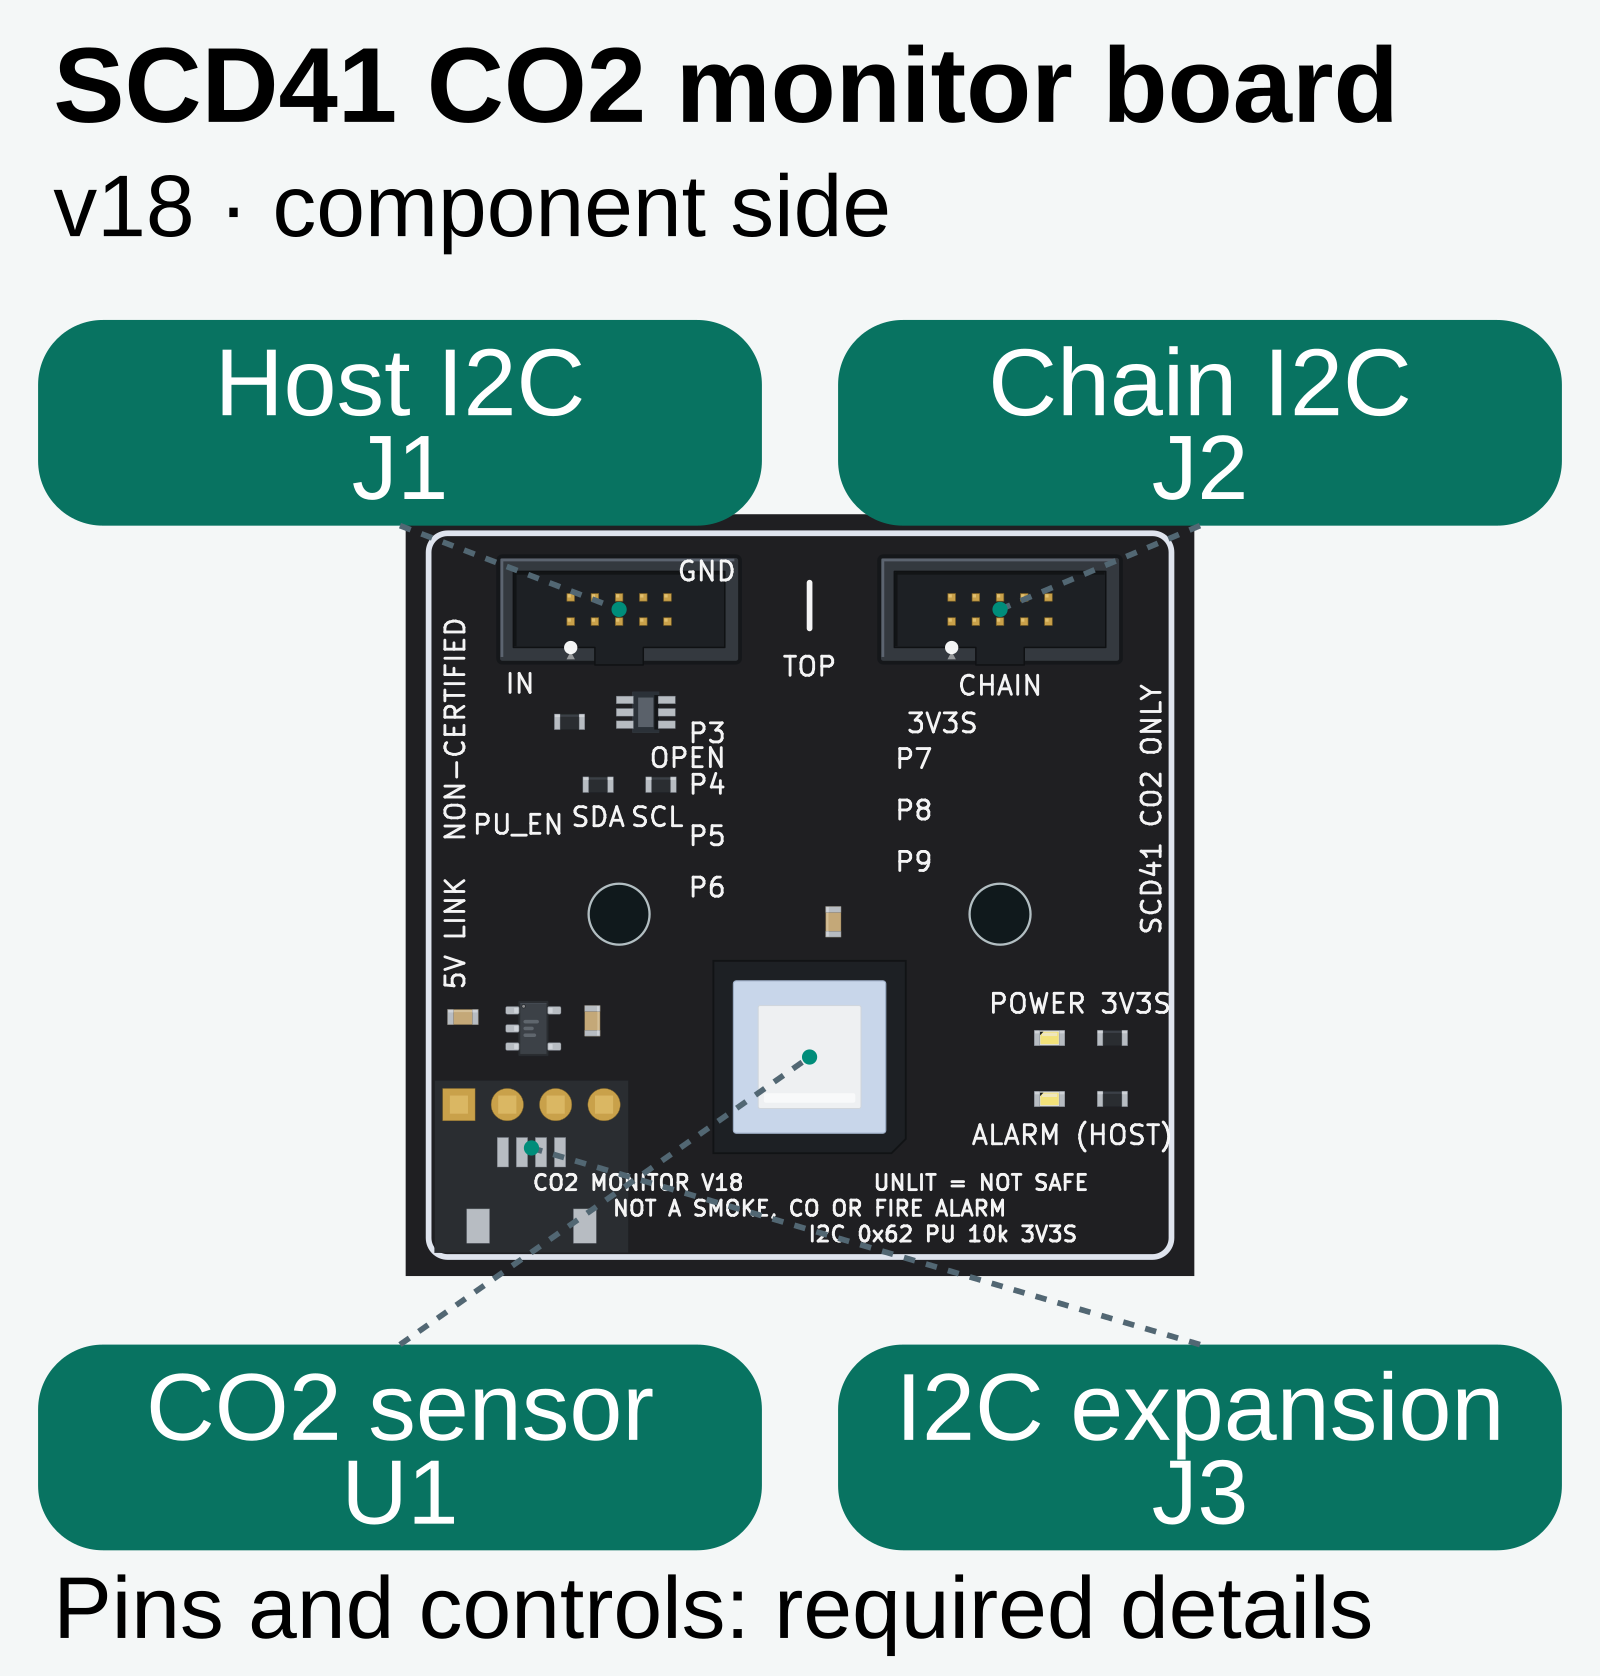 SCD41 CO2 monitor board
v18 · component side
Host I2C
J1
Chain I2C
J2
GND
TOP
IN
CHAIN
3V3S
P3
OPEN
P4
P5
P6
P7
P8
P9
SDA SCL
PU_EN
5V LINK NON-CERTIFIED
SCD41 CO2 ONLY
POWER 3V3S
ALARM (HOST)
CO2 MONITOR V18
UNLIT = NOT SAFE
NOT A SMOKE, CO OR FIRE ALARM
I2C 0x62 PU 10k 3V3S
CO2 sensor
U1
I2C expansion
J3
Pins and controls: required details